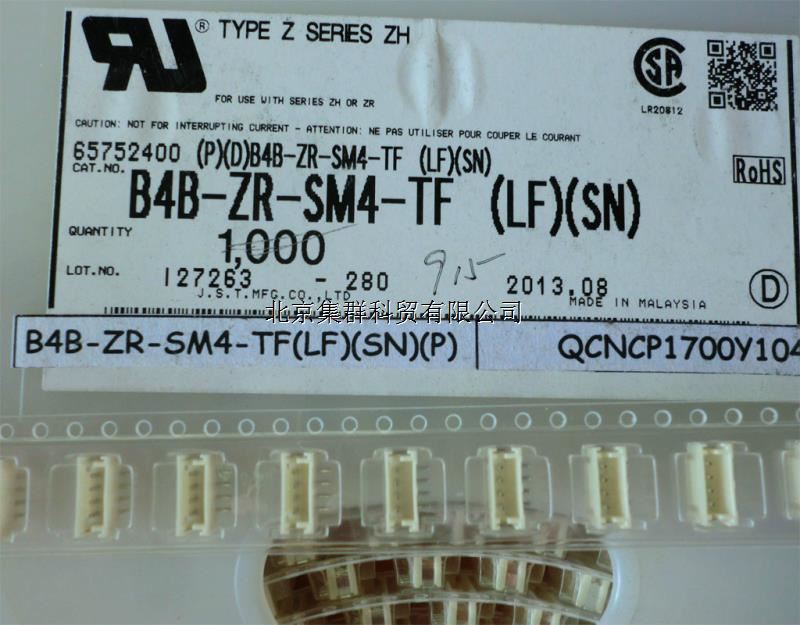 ® TYPE Z SERIES ZH
FOR USE WITH SERIES ZH OR ZR
LR20812
CAUTION: NOT FOR INTERRUPTING CURRENT - ATTENTION: NE PAS UTILISER POUR COUPER LE COURANT
65752400 (P)(D)B4B-ZR-SM4-TF (LF)(SN)
CAT.NO.
B4B-ZR-SM4-TF (LF)(SN)
RoHS
QUANTITY
1,000
915
LOT.NO. I27263 - 280 2013.08
J.S.T.MFG.CO.,LTD MADE IN MALAYSIA
D
北京集群科贸有限公司
B4B-ZR-SM4-TF(LF)(SN)(P) QCNCP1700Y104